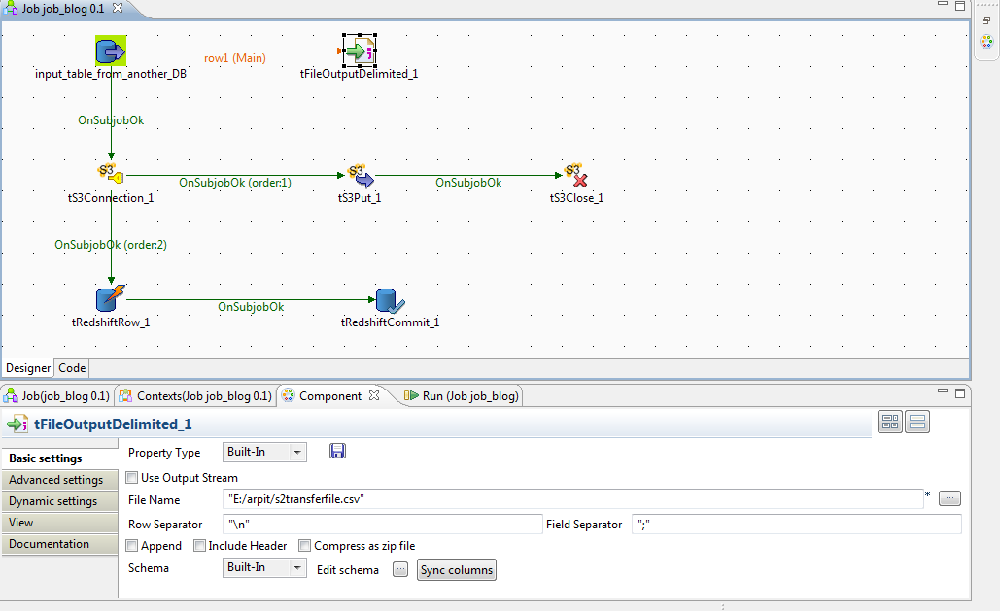 Job job_blog 0.1
row1 (Main)
input_table_from_another_DB
tFileOutputDelimited_1
OnSubjobOk
S3
S3
S3
OnSubjobOk (order:1)
OnSubjobOk
tS3Connection_1
tS3Put_1
tS3Close_1
OnSubjobOk (order:2)
OnSubjobOk
tRedshiftRow_1
tRedshiftCommit_1
Designer Code
Job(job_blog 0.1) Contexts(Job job_blog 0.1) Component Run (Job job_blog)
tFileOutputDelimited_1
Basic settings
Advanced settings
Dynamic settings
View
Documentation
Property Type Built-In
Use Output Stream
File Name "E:/arpit/s2transferfile.csv" * ...
Row Separator "\n" Field Separator ";"
Append Include Header Compress as zip file
Schema Built-In Edit schema ... Sync columns